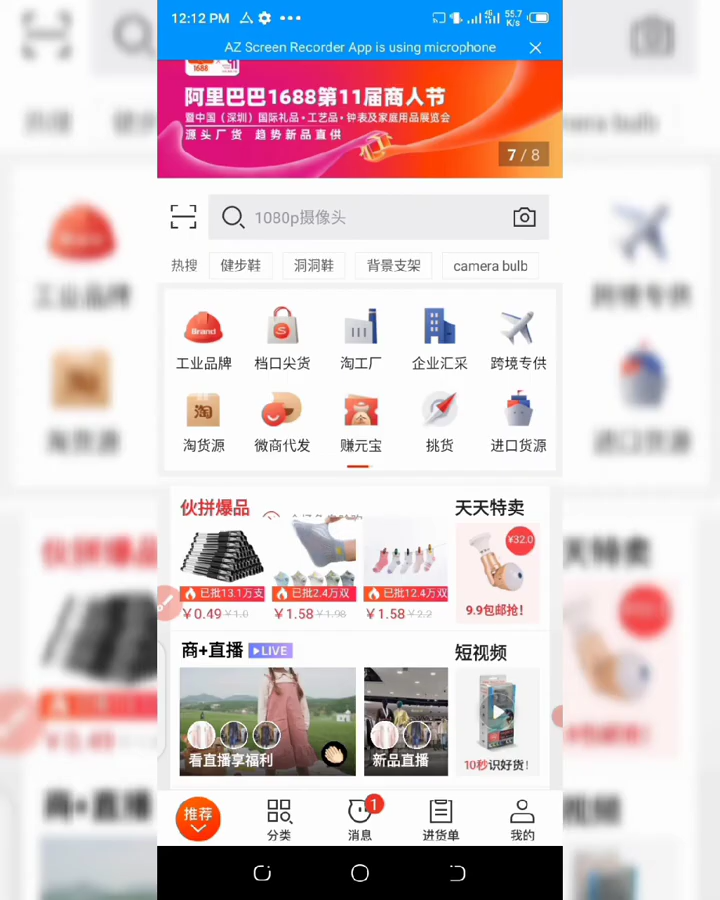 12:12 PM
4G
55.7
K/s
AZ Screen Recorder App is using microphone
1688
阿里巴巴1688第11届商人节
暨中国（深圳）国际礼品·工艺品·钟表及家庭用品展览会
源头厂货 趋势新品直供
7 / 8
1080p摄像头
热搜 健步鞋 洞洞鞋 背景支架 camera bulb
Brand
工业品牌 档口尖货 淘工厂 企业汇采 跨境专供
淘
淘货源 微商代发 赚元宝 挑货 进口货源
伙拼爆品 天天特卖
¥32.0
已批13.1万支 已批2.4万双 已批12.4万双
￥0.49 ￥1.0 ￥1.58 ￥1.98 ￥1.58 ￥2.2
9.9包邮抢！
商+直播 LIVE 短视频
看直播享福利 新品直播 10秒识好货！
推荐
1
分类 消息 进货单 我的